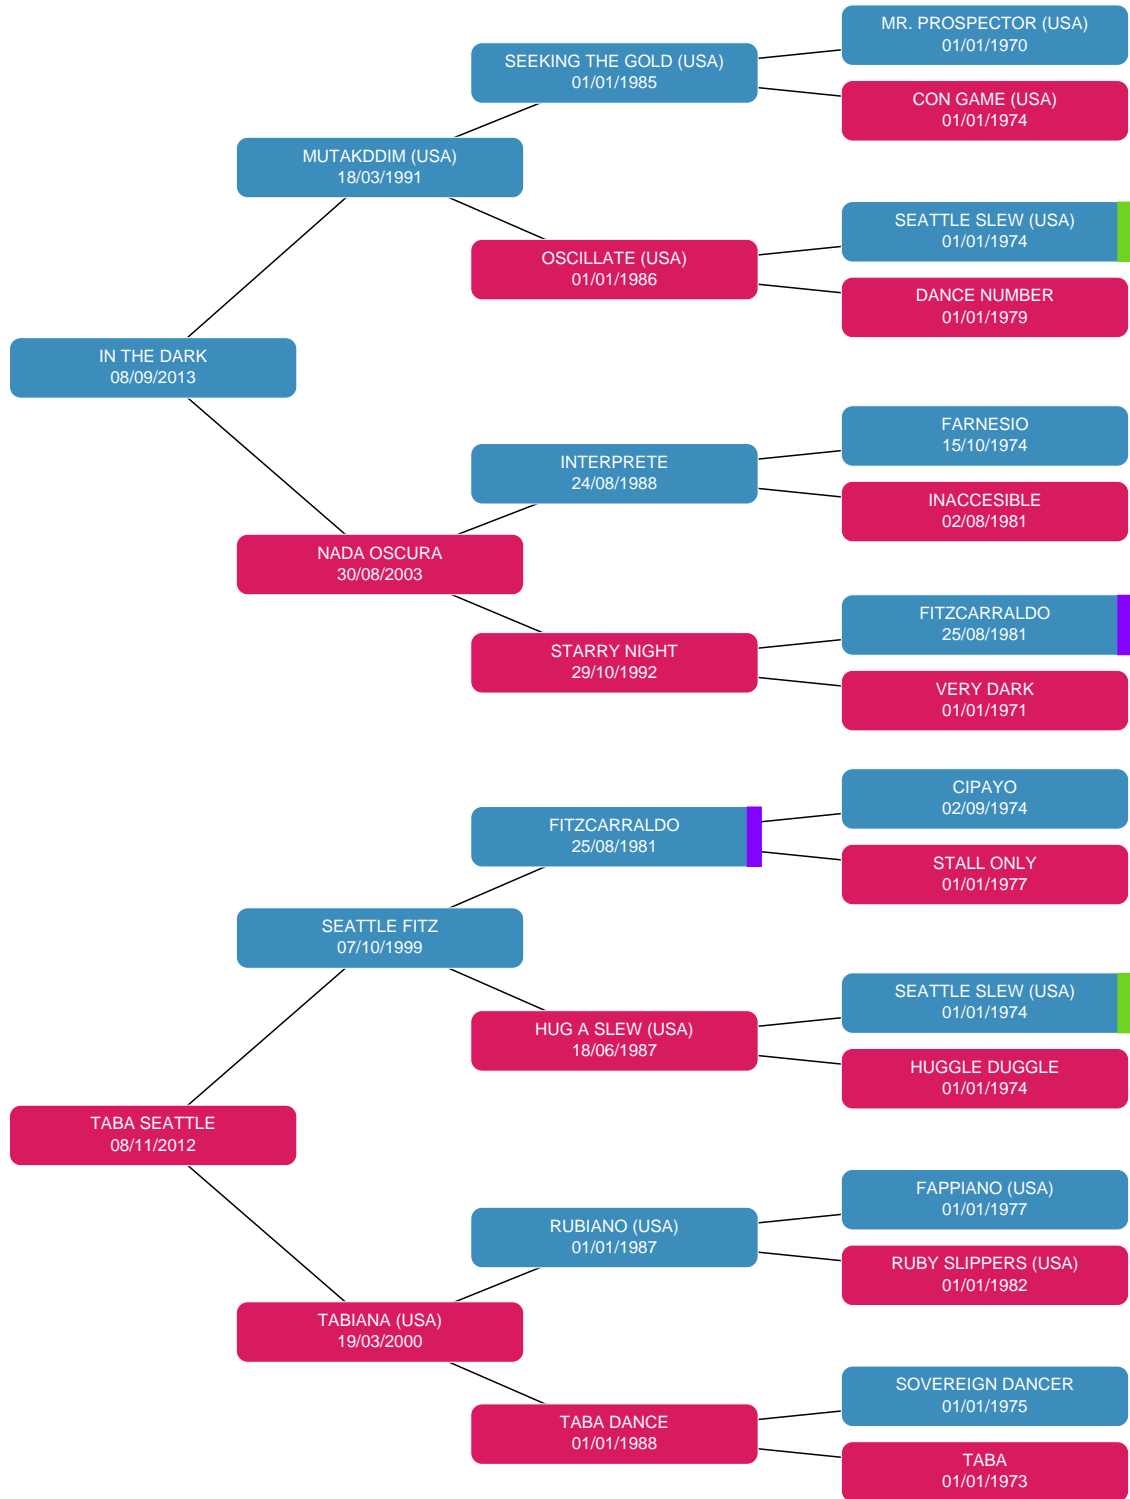 MR. PROSPECTOR (USA)
01/01/1970
SEEKING THE GOLD (USA)
01/01/1985
CON GAME (USA)
01/01/1974
MUTAKDDIM (USA)
18/03/1991
SEATTLE SLEW (USA)
01/01/1974
OSCILLATE (USA)
01/01/1986
DANCE NUMBER
01/01/1979
IN THE DARK
08/09/2013
FARNESIO
15/10/1974
INTERPRETE
24/08/1988
INACCESIBLE
02/08/1981
NADA OSCURA
30/08/2003
FITZCARRALDO
25/08/1981
STARRY NIGHT
29/10/1992
VERY DARK
01/01/1971
CIPAYO
02/09/1974
FITZCARRALDO
25/08/1981
STALL ONLY
01/01/1977
SEATTLE FITZ
07/10/1999
SEATTLE SLEW (USA)
01/01/1974
HUG A SLEW (USA)
18/06/1987
HUGGLE DUGGLE
01/01/1974
TABA SEATTLE
08/11/2012
FAPPIANO (USA)
01/01/1977
RUBIANO (USA)
01/01/1987
RUBY SLIPPERS (USA)
01/01/1982
TABIANA (USA)
19/03/2000
SOVEREIGN DANCER
01/01/1975
TABA DANCE
01/01/1988
TABA
01/01/1973